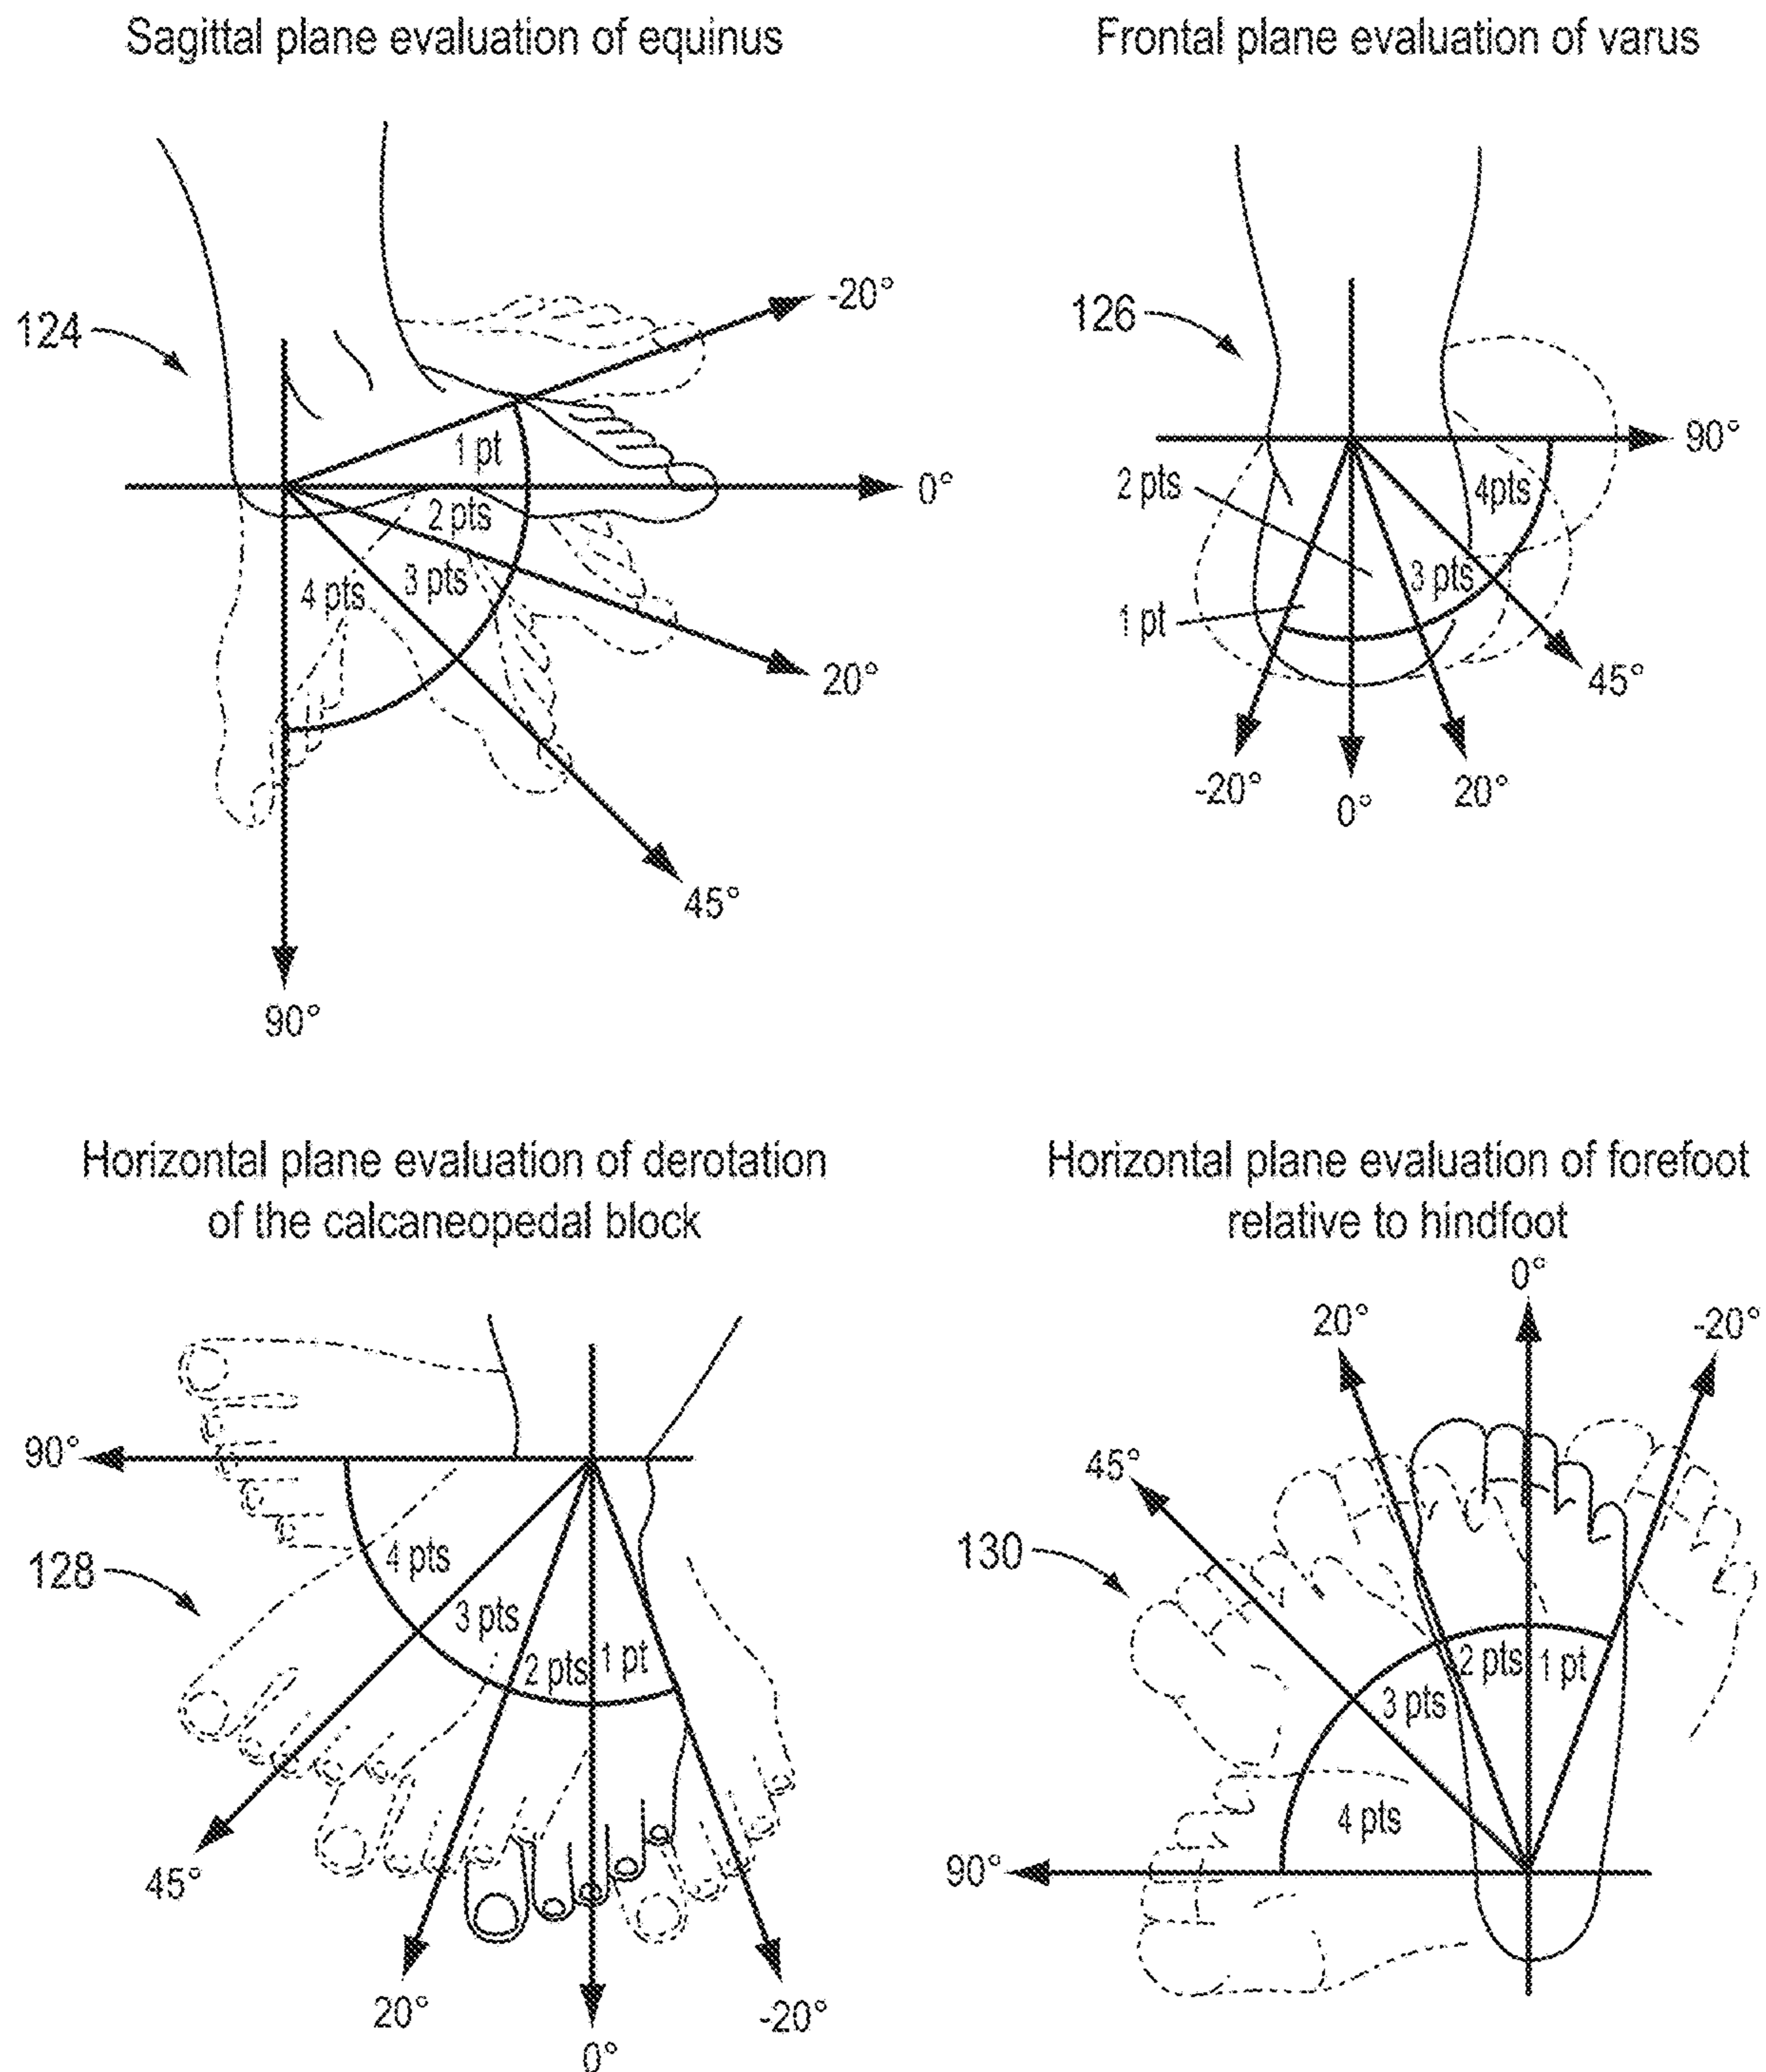 Sagittal plane evaluation of equinus
124
-20°
1 pt
0°
2 pts
3 pts
4 pts
20°
45°
90°
Frontal plane evaluation of varus
126
90°
2 pts
4pts
3 pts
1 pt
45°
-20°
20°
0°
Horizontal plane evaluation of derotation
of the calcaneopedal block
90°
128
4 pts
3 pts
2 pts
1 pt
45°
20°
-20°
0°
Horizontal plane evaluation of forefoot
relative to hindfoot
0°
20°
-20°
45°
130
2 pts
1 pt
3 pts
4 pts
90°